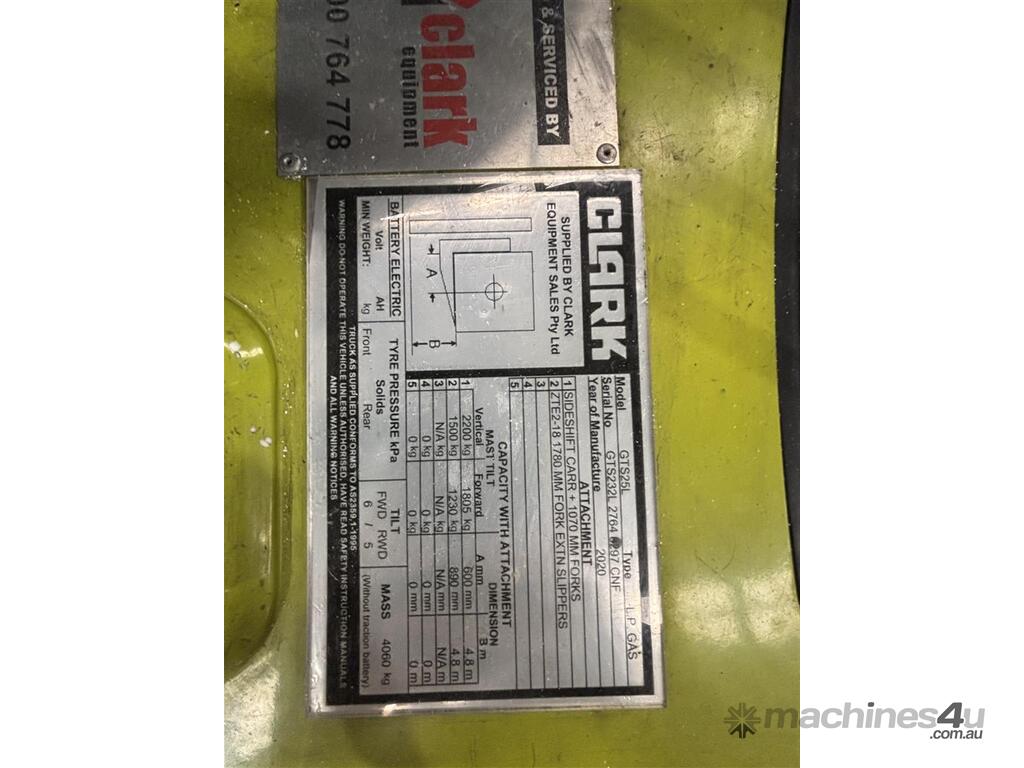 & SERVICED BY
clark
equipment
00 764 778
CLARK
SUPPLIED BY CLARK
EQUIPMENT SALES Pty Ltd
A
B
Model GTS25L Type L.P. GAS
Serial No GTS232L 2764 297 CNF
Year of Manufacture 2020
ATTACHMENT
1 SIDESHIFT CARR + 1070 MM FORKS
2 ZTE2-18 1780 MM FORK EXTN SLIPPERS
3
4
5
CAPACITY WITH ATTACHMENT
MAST TILT DIMENSION
Vertical Forward A mm B m
1 2200 kg 1805 kg 600 mm 4.8 m
2 1500 kg 1230 kg 890 mm 4.8 m
3 N/A kg N/A kg N/A mm N/A m
4 0 kg 0 kg 0 mm 0 m
5 0 kg 0 kg 0 mm 0 m
BATTERY ELECTRIC
Volt AH
MIN WEIGHT: kg
TYRE PRESSURE kPa
Solids
Front Rear
TILT
FWD RWD
6 / 5
MASS 4060 kg
(Without traction battery)
TRUCK AS SUPPLIED CONFORMS TO AS2359,1-1995
WARNING DO NOT OPERATE THIS VEHICLE UNLESS AUTHORISED, HAVE READ SAFETY INSTRUCTION MANUALS
AND ALL WARNING NOTICES
machines4u
.com.au